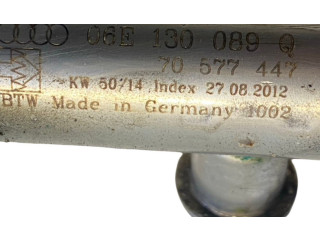 06E 130 089 Q
70 577 447
KW 50/14 Index 27.08.2012
BTW Made in Germany 1002